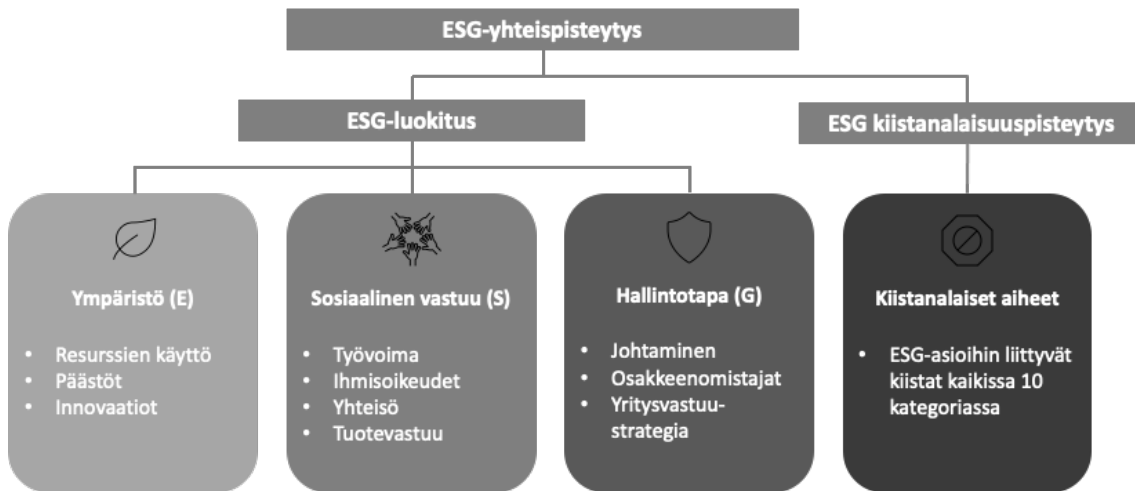 ESG-yhteispisteytys
ESG-luokitus
ESG kiistanalaisuuspisteytys
Ympäristö (E)
• Resurssien käyttö
• Päästöt
• Innovaatiot
Sosiaalinen vastuu (S)
• Työvoima
• Ihmisoikeudet
• Yhteisö
• Tuotevastuu
Hallintotapa (G)
• Johtaminen
• Osakkeenomistajat
• Yritysvastuu-
strategia
Kiistanalaiset aiheet
• ESG-asioihin liittyvät
kiistat kaikissa 10
kategoriassa